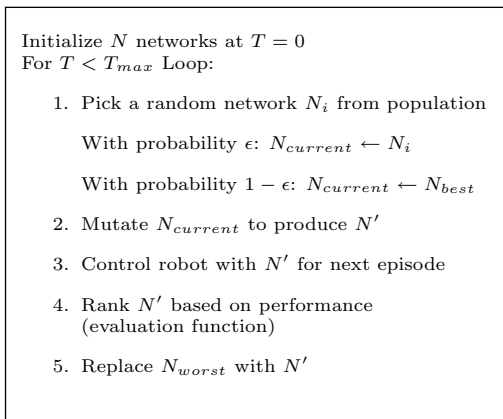 Initialize N networks at T = 0
For T < T_max Loop:
1. Pick a random network N_i from population
With probability ϵ: N_current ← N_i
With probability 1 − ϵ: N_current ← N_best
2. Mutate N_current to produce N′
3. Control robot with N′ for next episode
4. Rank N′ based on performance
(evaluation function)
5. Replace N_worst with N′